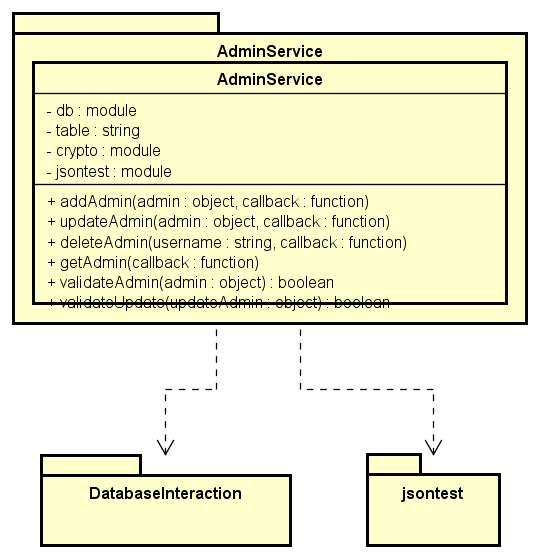 AdminService
AdminService
- db : module
- table : string
- crypto : module
- jsontest : module
+ addAdmin(admin : object, callback : function)
+ updateAdmin(admin : object, callback : function)
+ deleteAdmin(username : string, callback : function)
+ getAdmin(callback : function)
+ validateAdmin(admin : object) : boolean
+ validateUpdate(updateAdmin : object) : boolean
DatabaseInteraction
jsontest